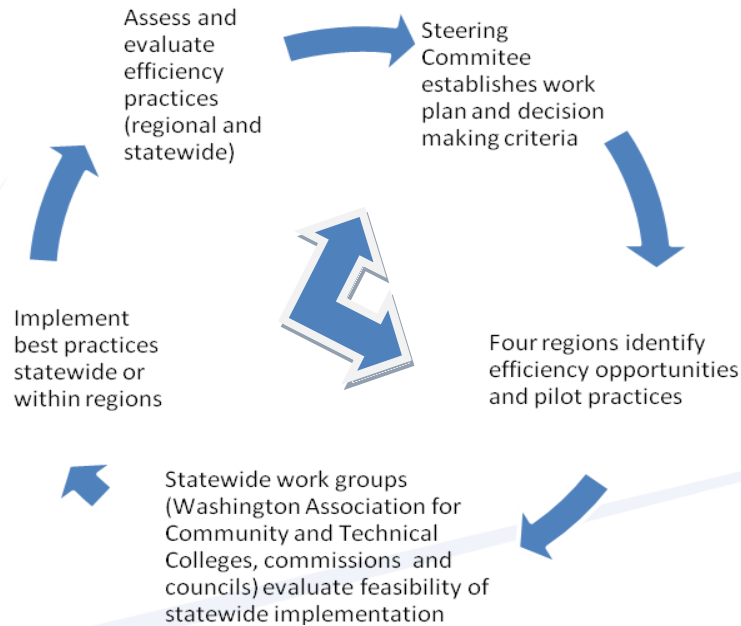 Assess and
evaluate
efficiency
practices
(regional and
statewide)
Steering
Commitee
establishes work
plan and decision
making criteria
Four regions identify
efficiency opportunities
and pilot practices
Statewide work groups
(Washington Association for
Community and Technical
Colleges, commissions and
councils) evaluate feasibility of
statewide implementation
Implement
best practices
statewide or
within regions